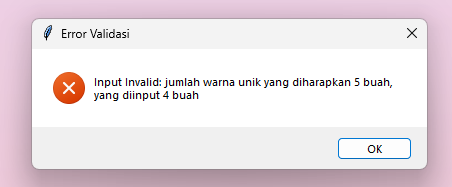 Error Validasi
Input Invalid: jumlah warna unik yang diharapkan 5 buah,
yang diinput 4 buah
OK